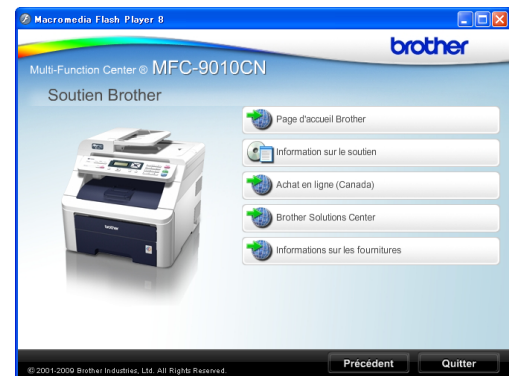 Macromedia Flash Player 8
brother
Multi-Function Center ® MFC-9010CN
Soutien Brother
Page d'accueil Brother
Information sur le soutien
Achat en ligne (Canada)
Brother Solutions Center
Informations sur les fournitures
brother
Précédent
Quitter
© 2001-2009 Brother Industries, Ltd. All Rights Reserved.